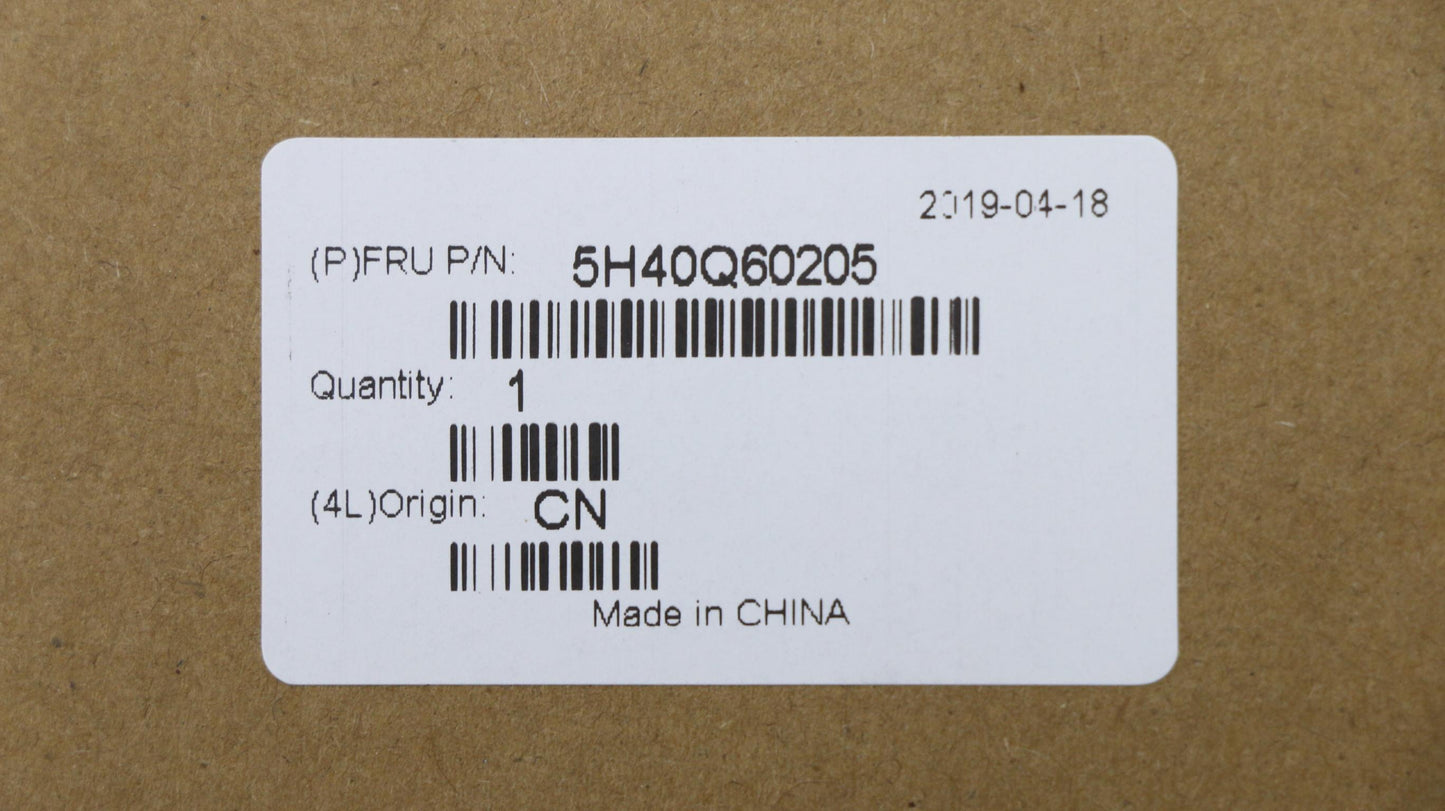 2019-04-18
(P)FRU P/N: 5H40Q60205
Quantity: 1
(4L)Origin: CN
Made in CHINA